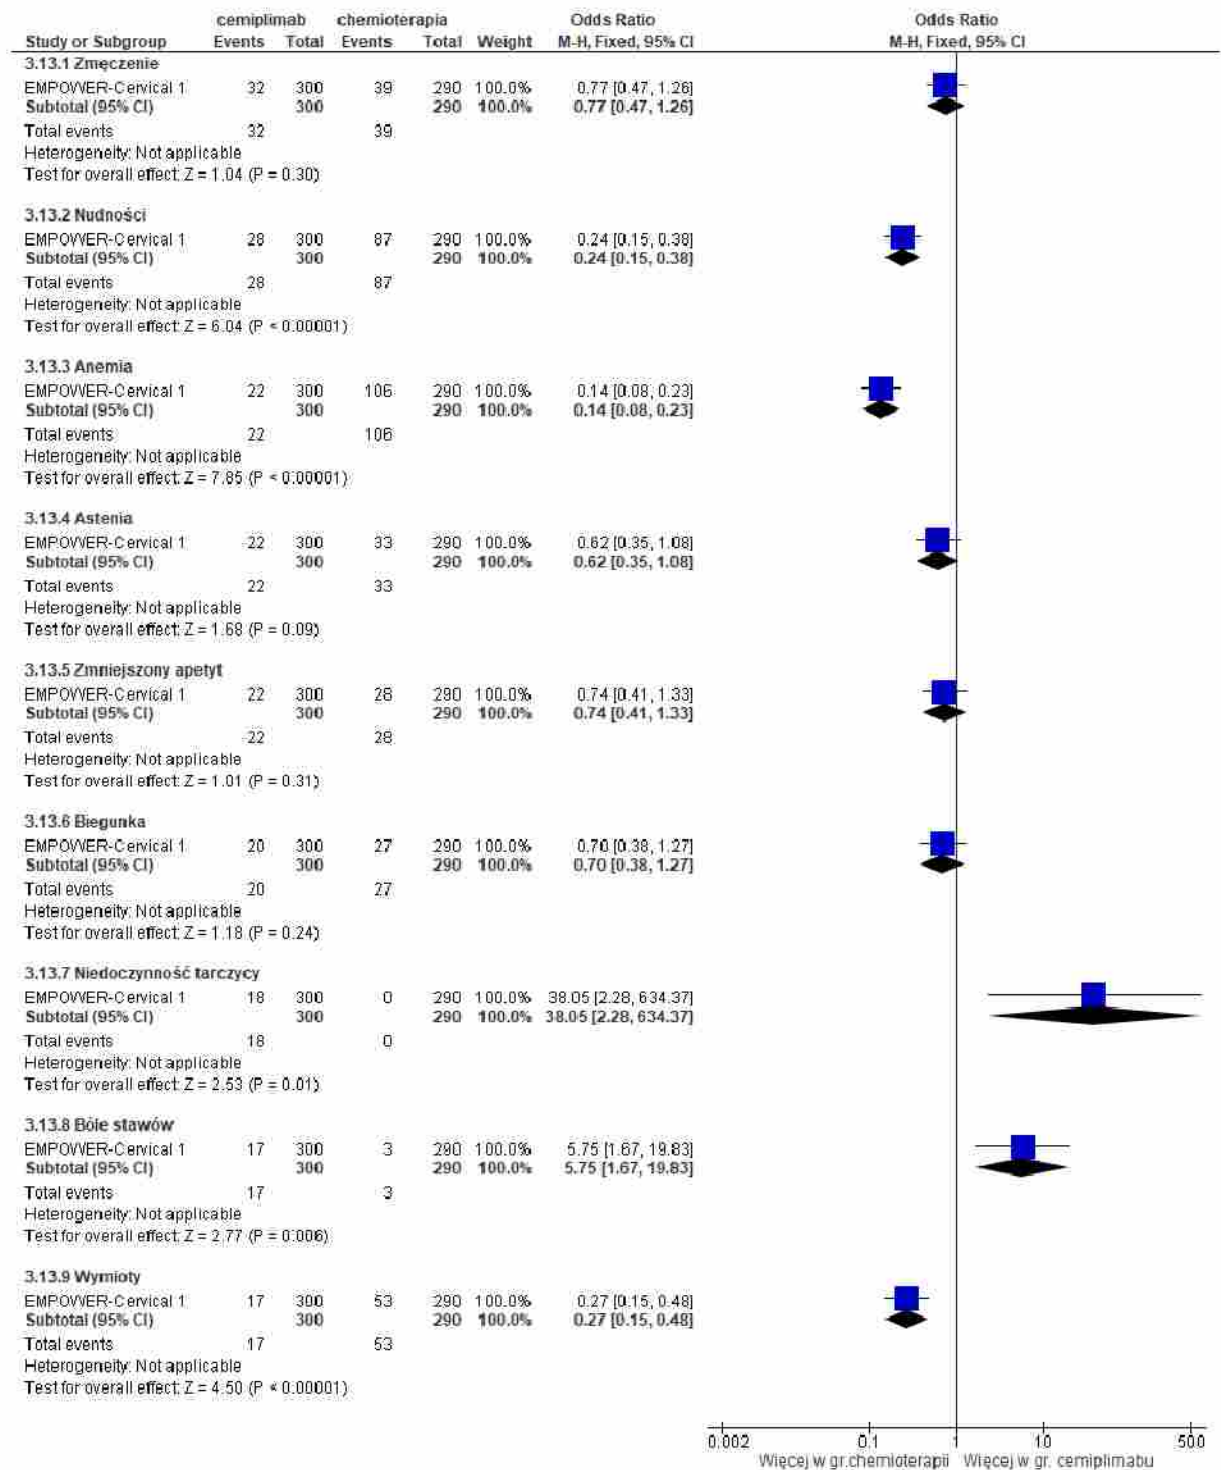 cemiplimab chemioterapia Odds Ratio Odds Ratio
Study or Subgroup Events Total Events Total Weight M-H, Fixed, 95% CI M-H, Fixed, 95% CI
3.13.1 Zmęczenie
EMPOWER-Cervical 1 32 300 39 290 100.0% 0.77 [0.47, 1.26]
Subtotal (95% CI) 300 290 100.0% 0.77 [0.47, 1.26]
Total events 32 39
Heterogeneity: Not applicable
Test for overall effect: Z = 1.04 (P = 0.30)
3.13.2 Nudności
EMPOWER-Cervical 1 28 300 87 290 100.0% 0.24 [0.15, 0.38]
Subtotal (95% CI) 300 290 100.0% 0.24 [0.15, 0.38]
Total events 28 87
Heterogeneity: Not applicable
Test for overall effect: Z = 6.04 (P < 0.00001)
3.13.3 Anemia
EMPOWER-Cervical 1 22 300 106 290 100.0% 0.14 [0.08, 0.23]
Subtotal (95% CI) 300 290 100.0% 0.14 [0.08, 0.23]
Total events 22 106
Heterogeneity: Not applicable
Test for overall effect: Z = 7.85 (P < 0.00001)
3.13.4 Astenia
EMPOWER-Cervical 1 22 300 33 290 100.0% 0.62 [0.35, 1.08]
Subtotal (95% CI) 300 290 100.0% 0.62 [0.35, 1.08]
Total events 22 33
Heterogeneity: Not applicable
Test for overall effect: Z = 1.68 (P = 0.09)
3.13.5 Zmniejszony apetyt
EMPOWER-Cervical 1 22 300 28 290 100.0% 0.74 [0.41, 1.33]
Subtotal (95% CI) 300 290 100.0% 0.74 [0.41, 1.33]
Total events 22 28
Heterogeneity: Not applicable
Test for overall effect: Z = 1.01 (P = 0.31)
3.13.6 Biegunka
EMPOWER-Cervical 1 20 300 27 290 100.0% 0.70 [0.38, 1.27]
Subtotal (95% CI) 300 290 100.0% 0.70 [0.38, 1.27]
Total events 20 27
Heterogeneity: Not applicable
Test for overall effect: Z = 1.18 (P = 0.24)
3.13.7 Niedoczynność tarczycy
EMPOWER-Cervical 1 18 300 0 290 100.0% 38.05 [2.28, 634.37]
Subtotal (95% CI) 300 290 100.0% 38.05 [2.28, 634.37]
Total events 18 0
Heterogeneity: Not applicable
Test for overall effect: Z = 2.53 (P = 0.01)
3.13.8 Bóle stawów
EMPOWER-Cervical 1 17 300 3 290 100.0% 5.75 [1.67, 19.83]
Subtotal (95% CI) 300 290 100.0% 5.75 [1.67, 19.83]
Total events 17 3
Heterogeneity: Not applicable
Test for overall effect: Z = 2.77 (P = 0.006)
3.13.9 Wymioty
EMPOWER-Cervical 1 17 300 53 290 100.0% 0.27 [0.15, 0.48]
Subtotal (95% CI) 300 290 100.0% 0.27 [0.15, 0.48]
Total events 17 53
Heterogeneity: Not applicable
Test for overall effect: Z = 4.50 (P < 0.00001)
0.002 0.1 1 10 500
Więcej w gr.chemioterapii Więcej w gr. cemiplimabu